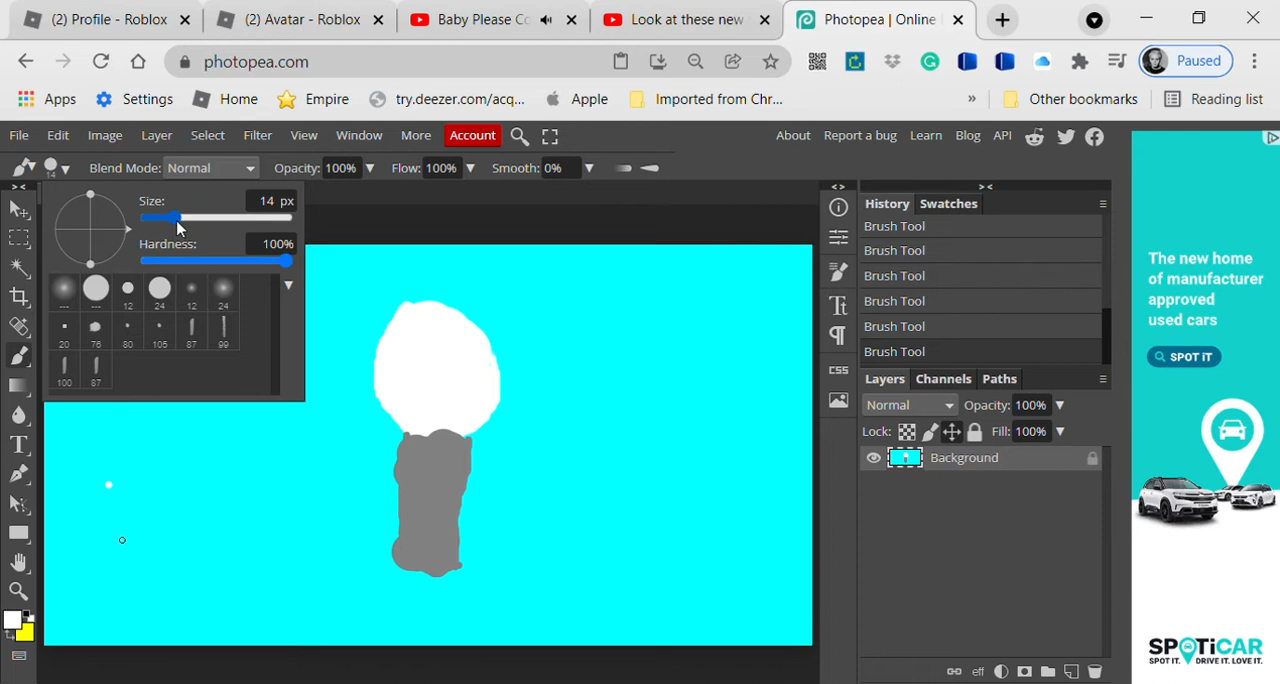 (2) Profile - Roblox
(2) Avatar - Roblox
Baby Please Co
Look at these new
Photopea | Online
photopea.com
Paused
Apps
Settings
Home
Empire
try.deezer.com/acq...
Apple
Imported from Chr...
»
Other bookmarks
Reading list
File Edit Image Layer Select Filter View Window More Account
About Report a bug Learn Blog API
14
Blend Mode: Normal Opacity: 100% Flow: 100% Smooth: 0%
Size: 14 px
Hardness: 100%
--- --- 12 24 12 24
20 76 80 105 87 99
100 87
History Swatches
Brush Tool
Brush Tool
Brush Tool
Brush Tool
Brush Tool
Brush Tool
CSS
Layers Channels Paths
Normal Opacity: 100%
Lock: Fill: 100%
Background
eff
The new home
of manufacturer
approved
used cars
SPOT iT
SPOTiCAR
SPOT IT. DRIVE IT. LOVE IT.